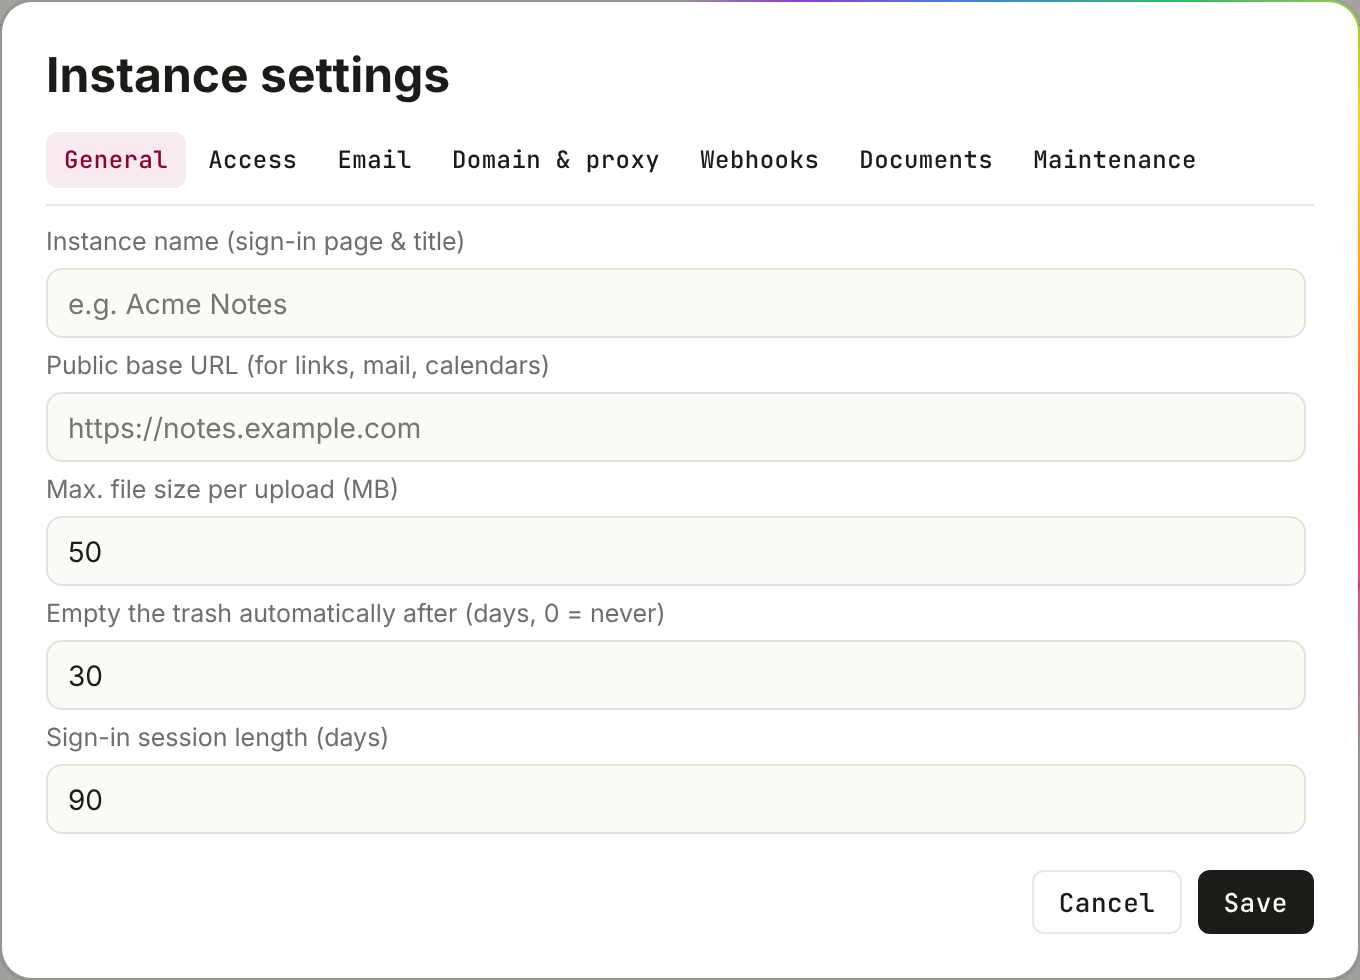 Instance settings
General Access Email Domain & proxy Webhooks Documents Maintenance
Instance name (sign-in page & title)
e.g. Acme Notes
Public base URL (for links, mail, calendars)
https://notes.example.com
Max. file size per upload (MB)
50
Empty the trash automatically after (days, 0 = never)
30
Sign-in session length (days)
90
Cancel Save